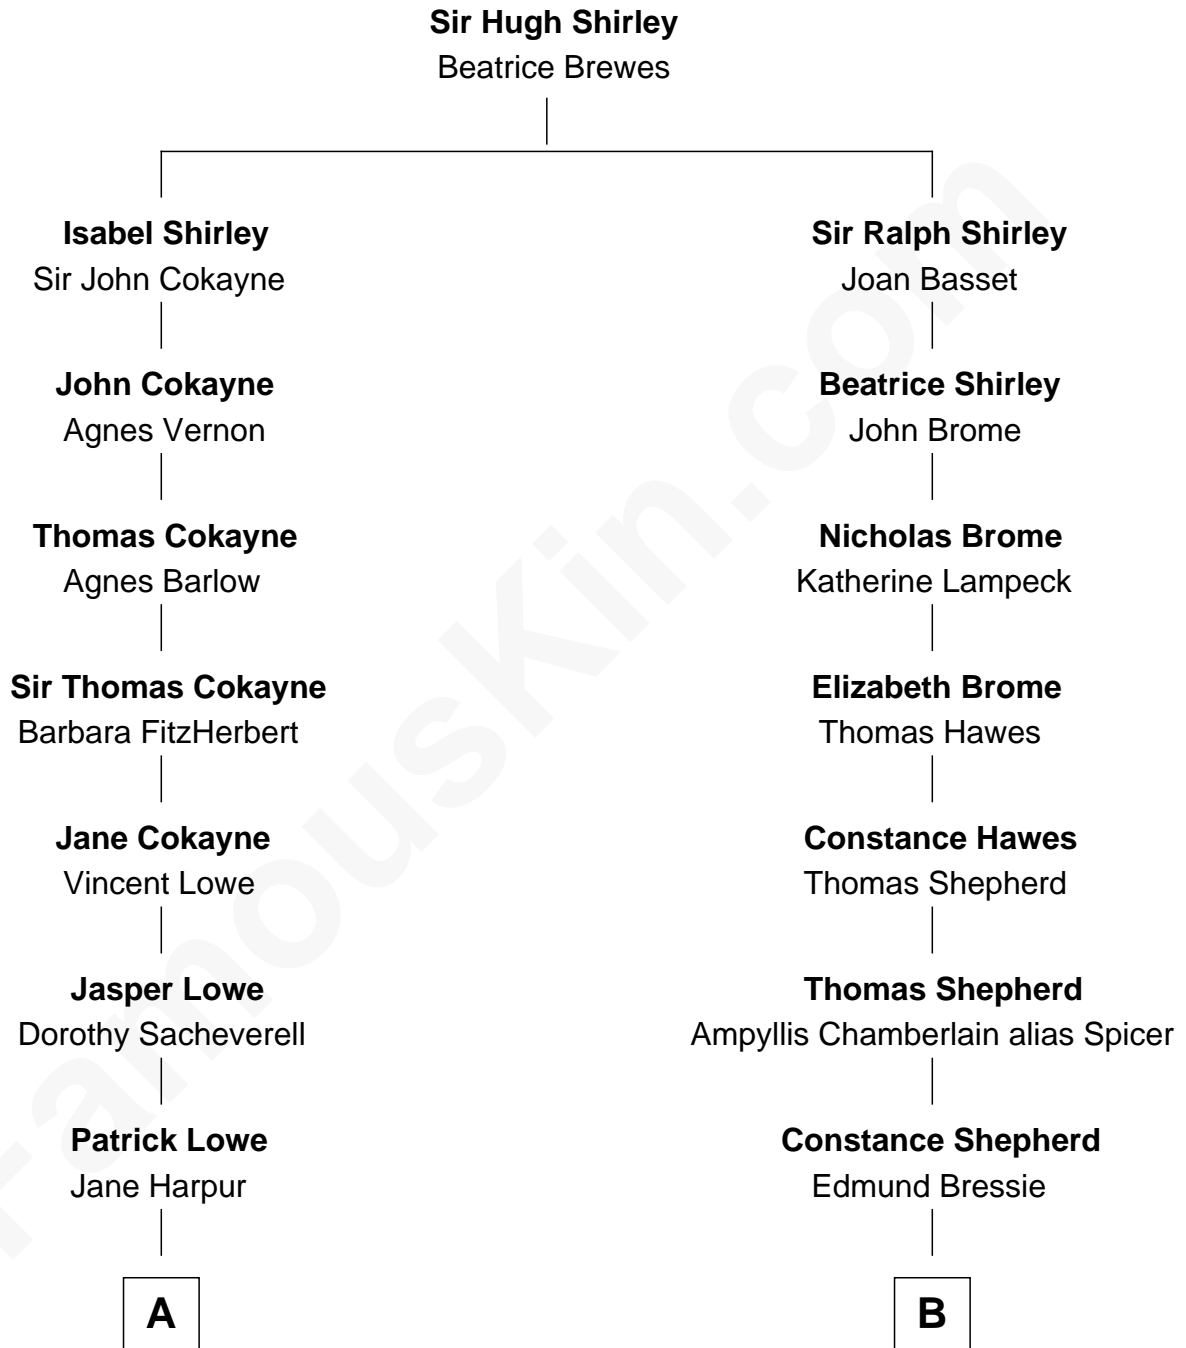 Sir Hugh Shirley
Beatrice Brewes
Isabel Shirley
Sir John Cokayne
John Cokayne
Agnes Vernon
Thomas Cokayne
Agnes Barlow
Sir Thomas Cokayne
Barbara FitzHerbert
Jane Cokayne
Vincent Lowe
Jasper Lowe
Dorothy Sacheverell
Patrick Lowe
Jane Harpur
A
Sir Ralph Shirley
Joan Basset
Beatrice Shirley
John Brome
Nicholas Brome
Katherine Lampeck
Elizabeth Brome
Thomas Hawes
Constance Hawes
Thomas Shepherd
Thomas Shepherd
Ampyllis Chamberlain alias Spicer
Constance Shepherd
Edmund Bressie
B
FamousKin.com